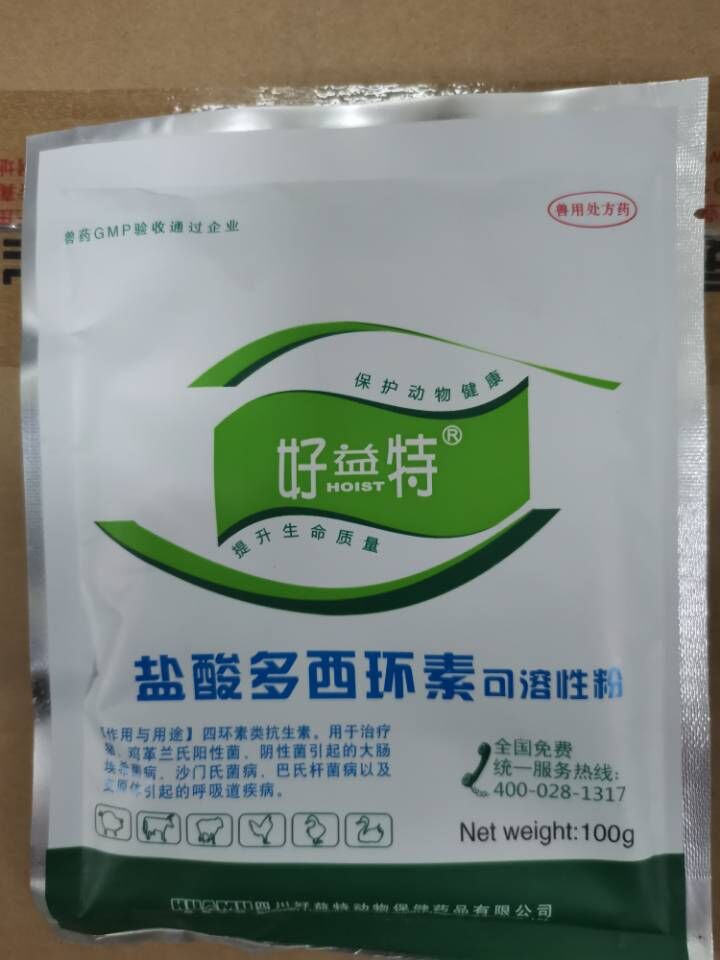 兽药GMP验收通过企业
兽用处方药
保护动物健康
好益特®
HOIST
提升生命质量
盐酸多西环素可溶性粉
作用与用途】四环素类抗生素。用于治疗
、鸡革兰氏阳性菌、阴性菌引起的大肠
埃希菌病、沙门氏菌病、巴氏杆菌病以及
支原体引起的呼吸道疾病。
全国免费
统一服务热线:
400-028-1317
Net weight:100g
四川好益特动物保健药品有限公司